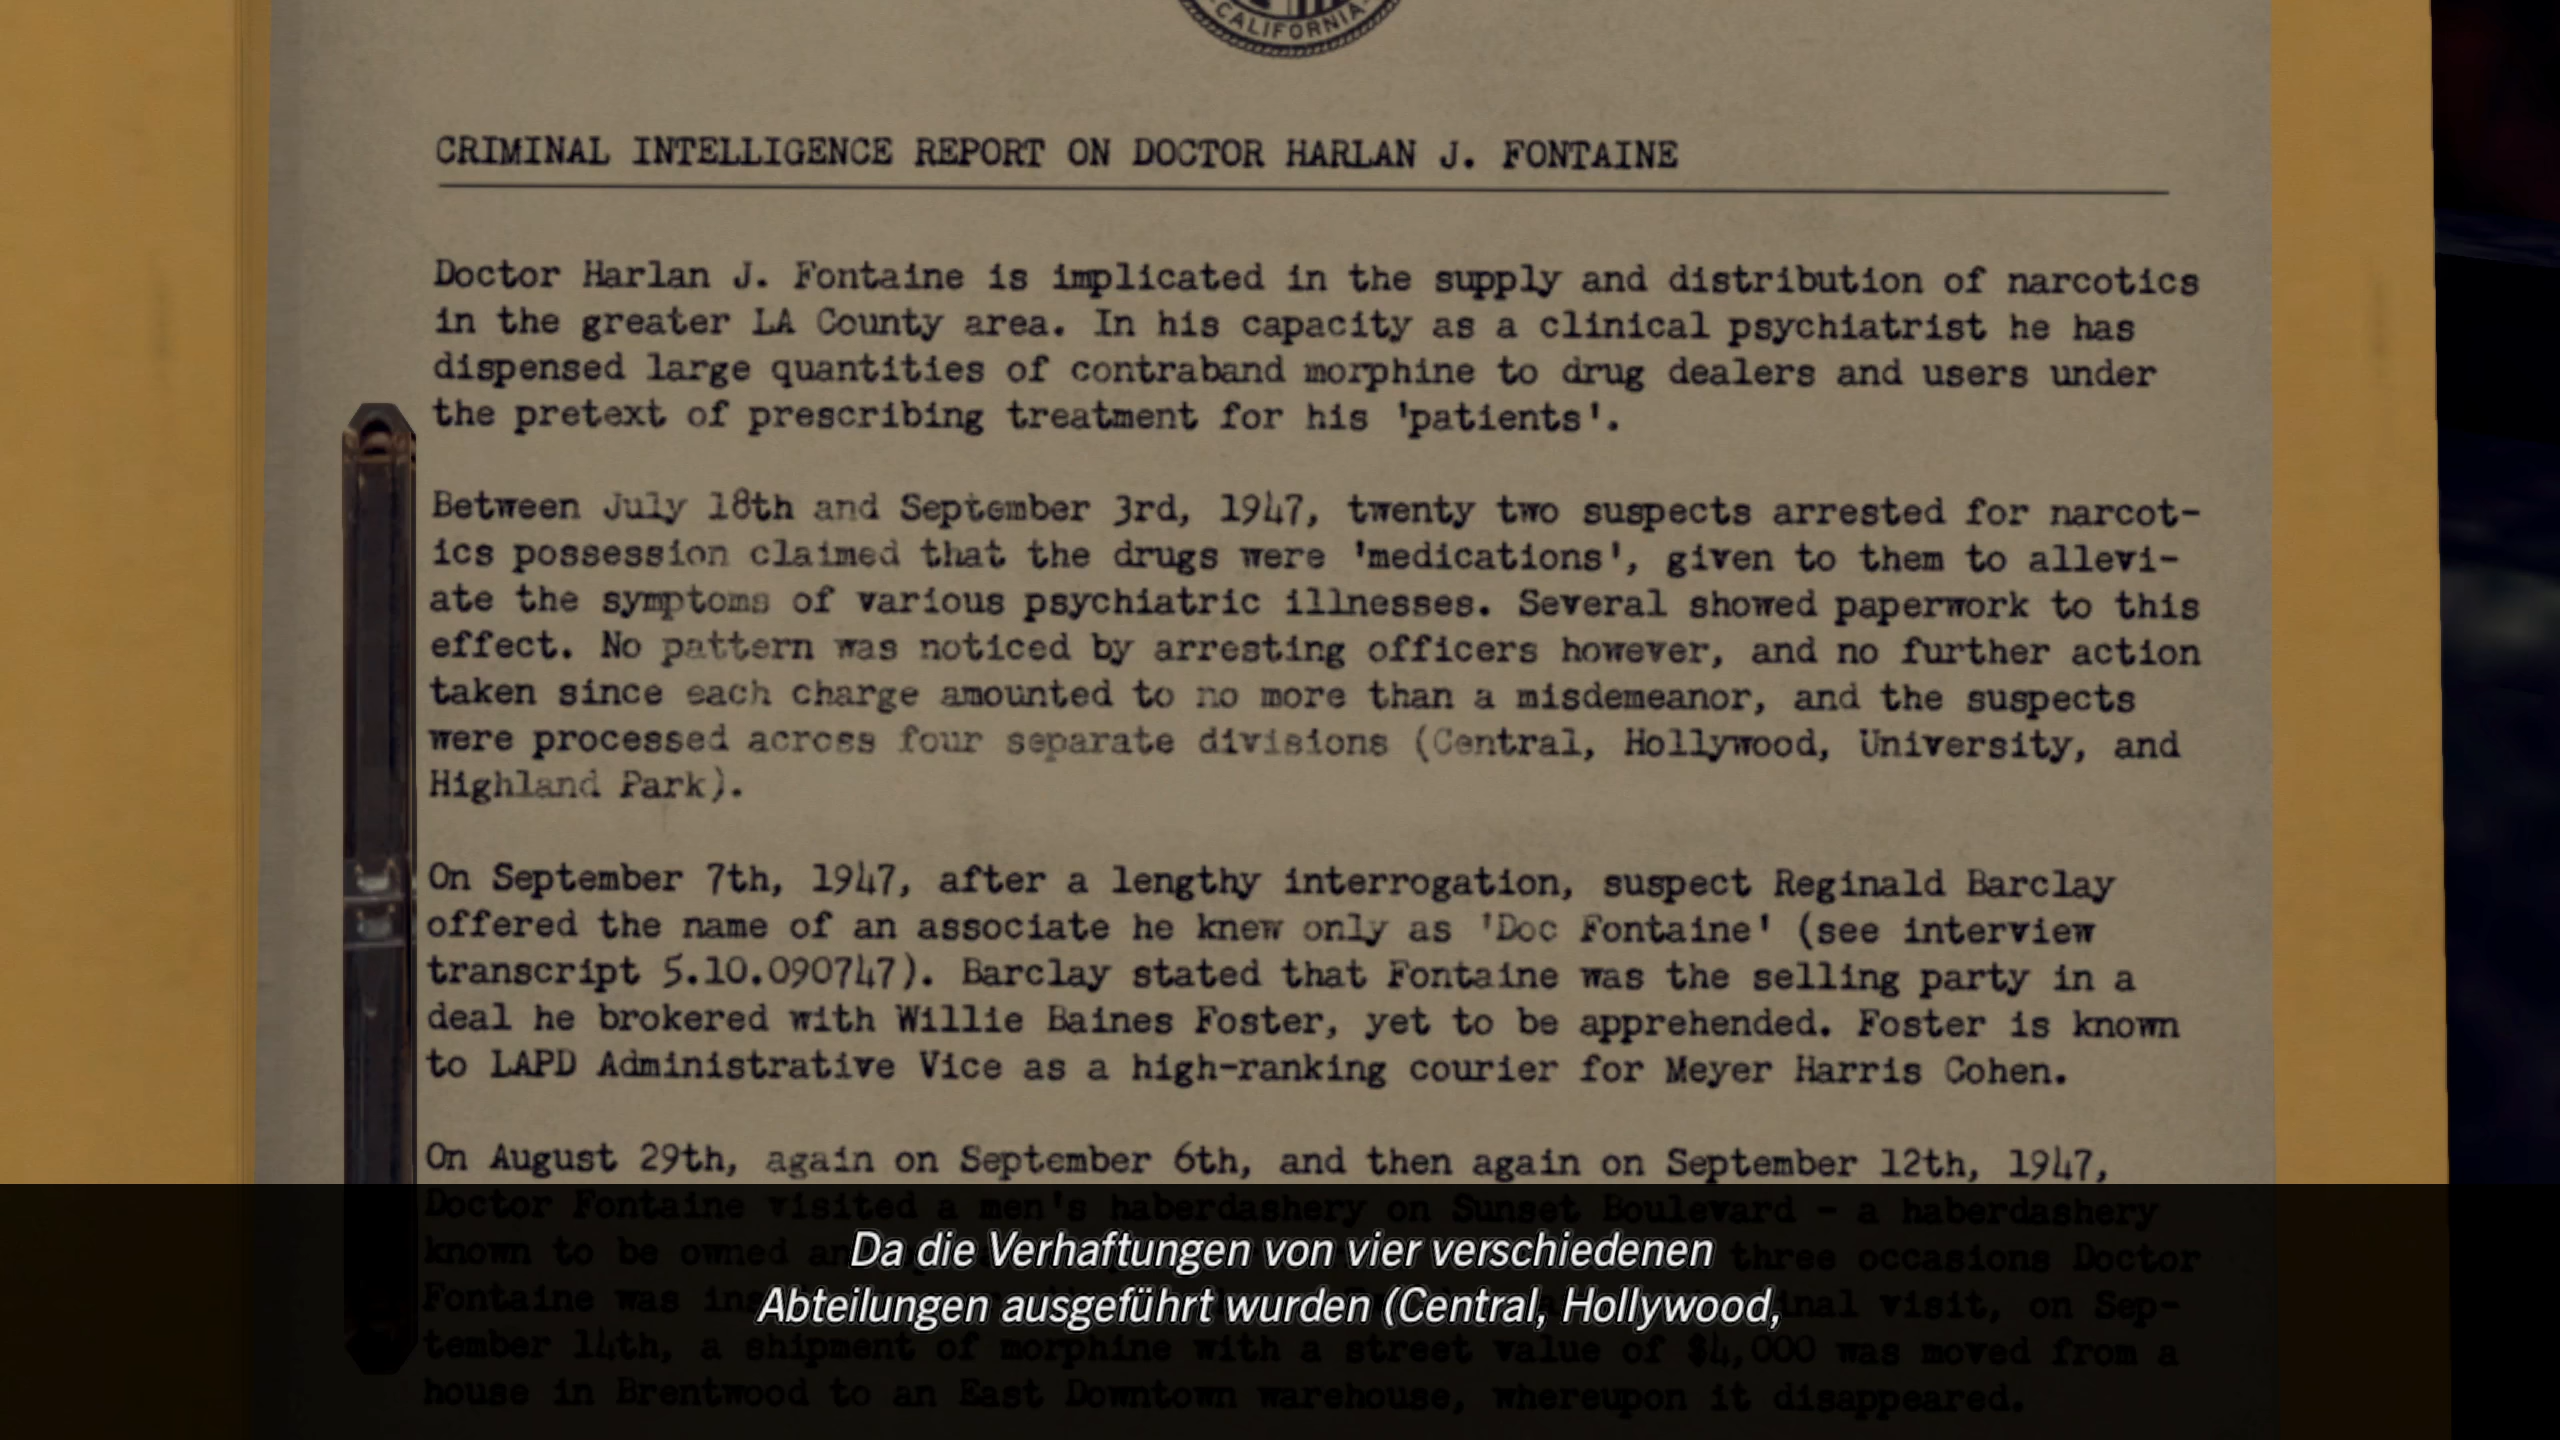 CALIFORNIA
CRIMINAL INTELLIGENCE REPORT ON DOCTOR HARLAN J. FONTAINE
Doctor Harlan J. Fontaine is implicated in the supply and distribution of narcotics
in the greater LA County area. In his capacity as a clinical psychiatrist he has
dispensed large quantities of contraband morphine to drug dealers and users under
the pretext of prescribing treatment for his 'patients'.
Between July 18th and September 3rd, 1947, twenty two suspects arrested for narcot-
ics possession claimed that the drugs were 'medications', given to them to allevi-
ate the symptoms of various psychiatric illnesses. Several showed paperwork to this
effect. No pattern was noticed by arresting officers however, and no further action
taken since each charge amounted to no more than a misdemeanor, and the suspects
were processed across four separate divisions (Central, Hollywood, University, and
Highland Park).
On September 7th, 1947, after a lengthy interrogation, suspect Reginald Barclay
offered the name of an associate he knew only as 'Doc Fontaine' (see interview
transcript 5.10.090747). Barclay stated that Fontaine was the selling party in a
deal he brokered with Willie Baines Foster, yet to be apprehended. Foster is known
to LAPD Administrative Vice as a high-ranking courier for Meyer Harris Cohen.
On August 29th, again on September 6th, and then again on September 12th, 1947,
Doctor Fontaine visited a men's haberdashery on Sunset Boulevard - a haberdashery
known to be owned three occasions Doctor
Fontaine was visit, on Sep-
tember 14th, a shipment of morphine with a street value of $4,000 was moved from a
house in Brentwood to an East Downtown warehouse, whereupon it disappeared.
Da die Verhaftungen von vier verschiedenen
Abteilungen ausgeführt wurden (Central, Hollywood,